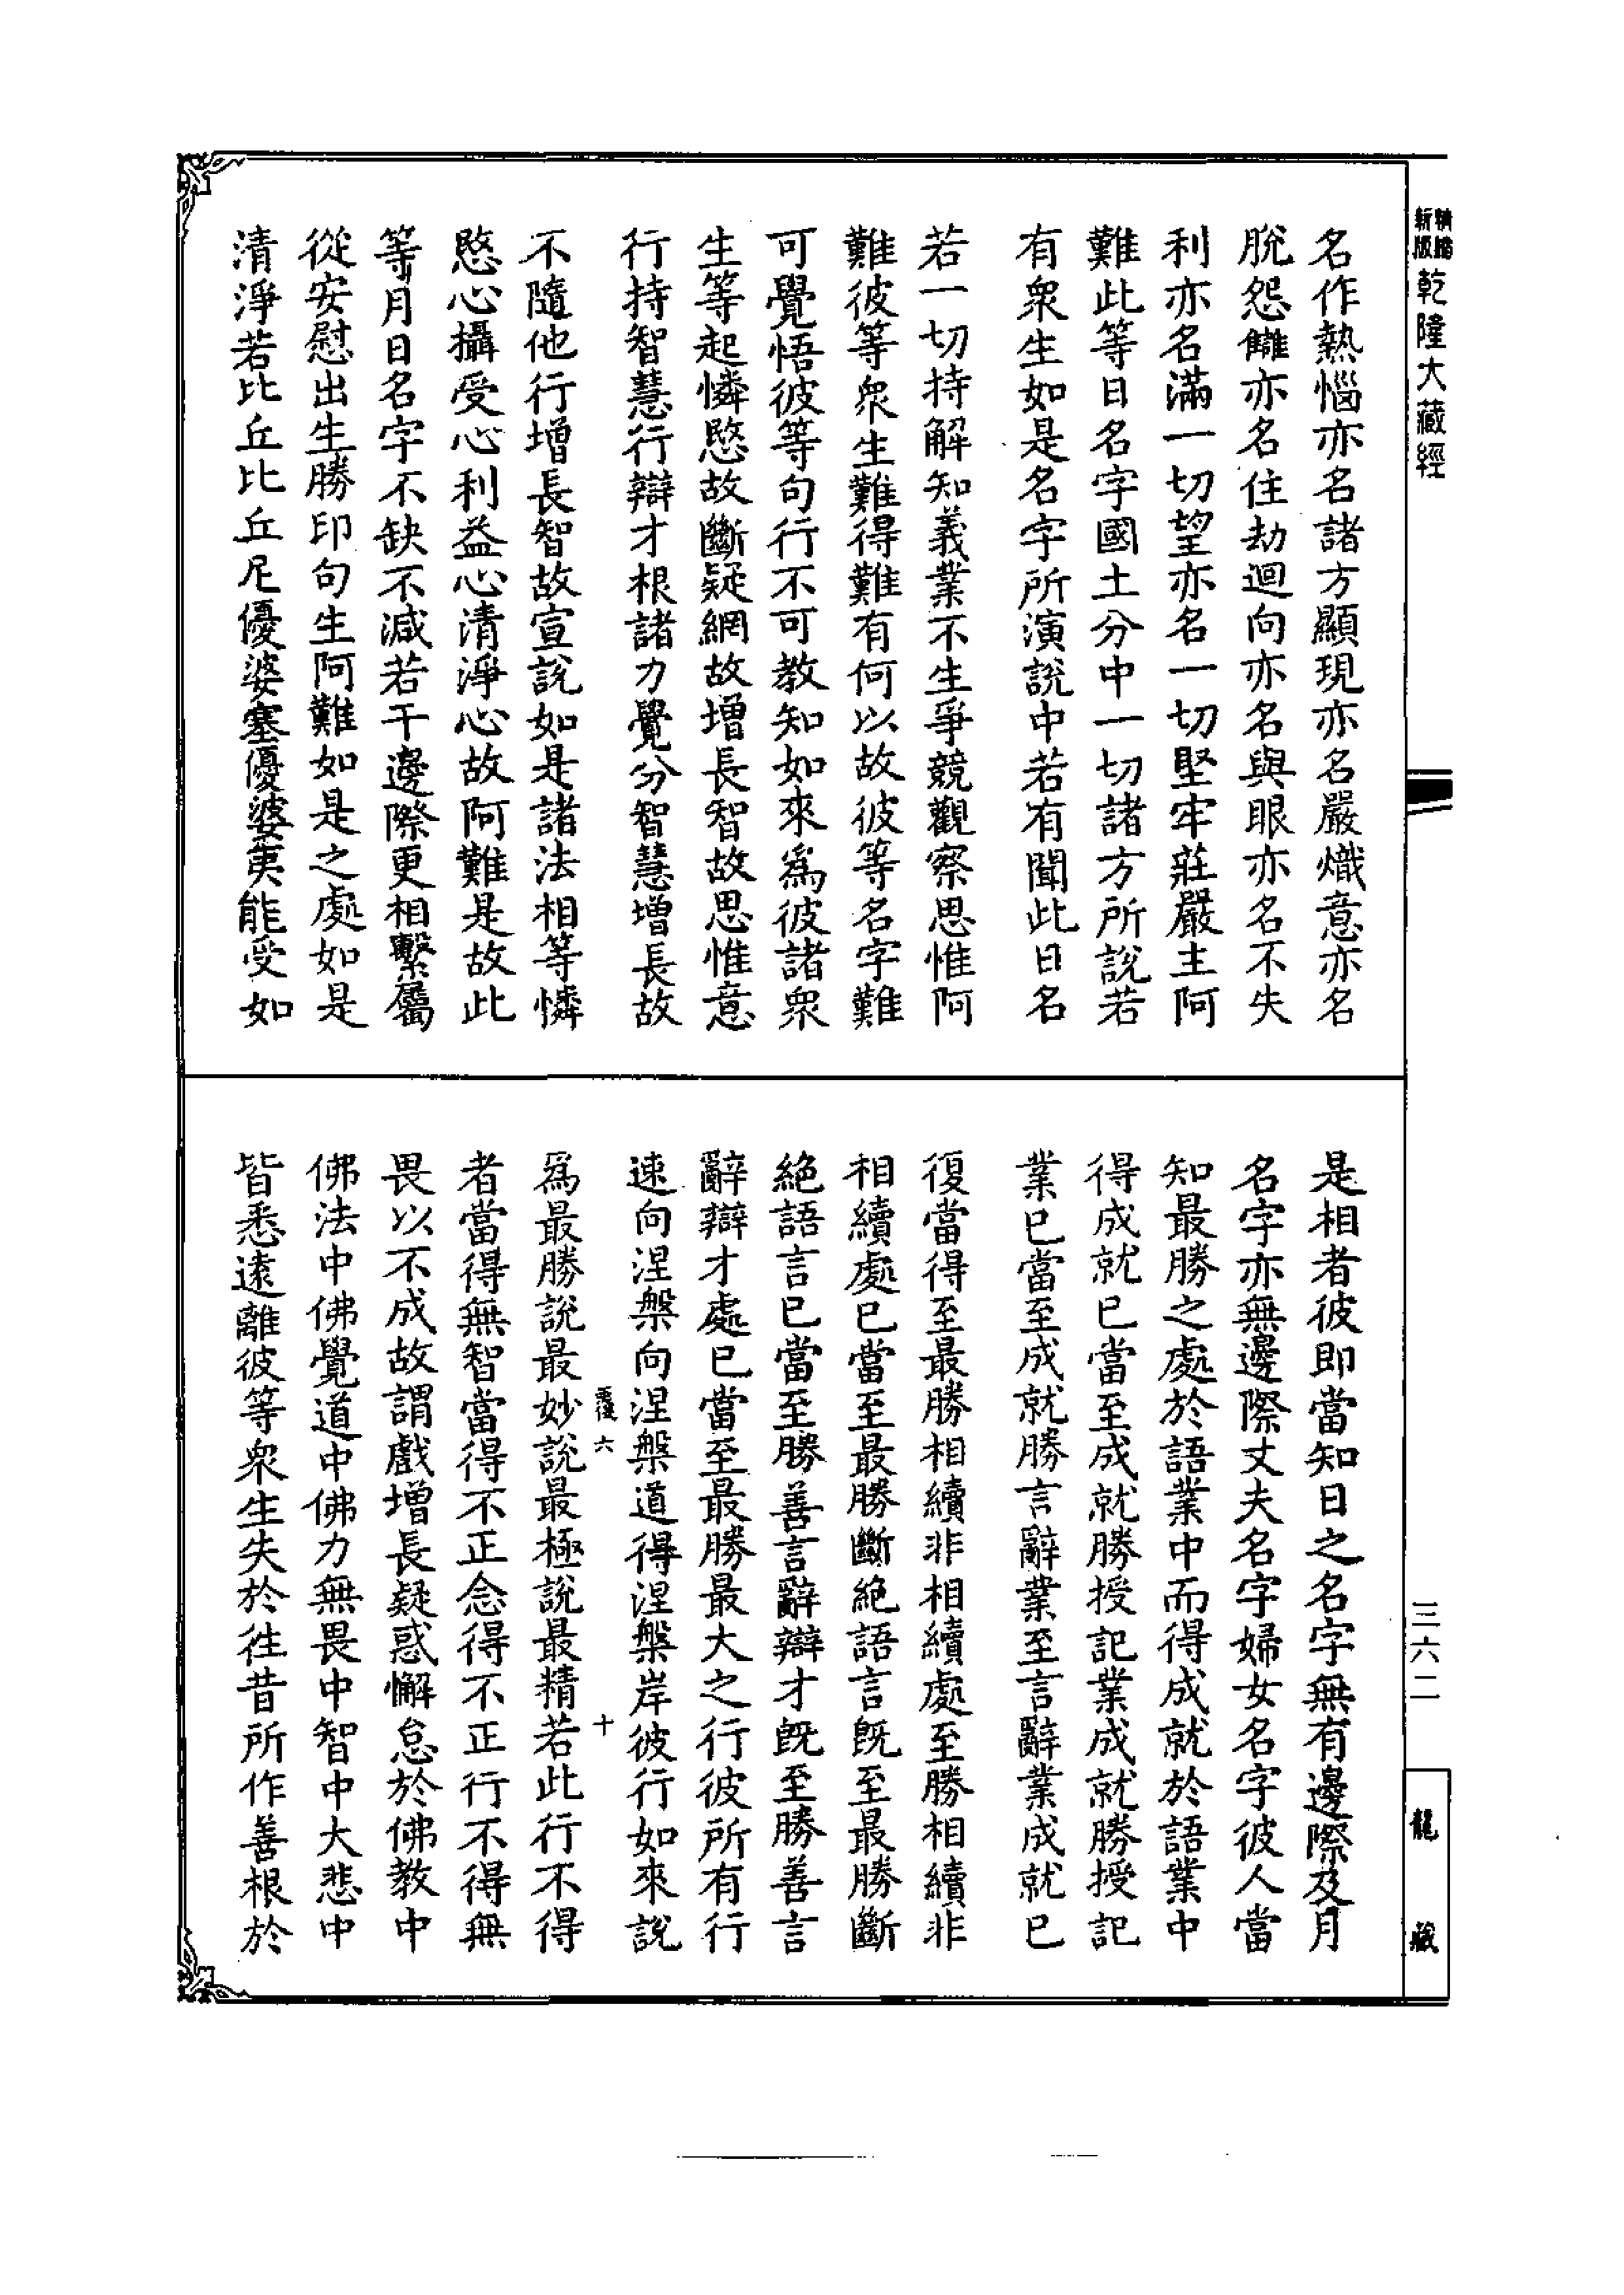 新版 精縮 乾隆大藏經
名作熱惱亦名諸方顯現亦名嚴熾意亦名
脫怨讎亦名住劫迴向亦名與眼亦名不失
利亦名滿一切望亦名一切堅牢莊嚴主阿
難此等日名字國土分中一切諸方所說若
有衆生如是名字所演說中若有聞此日名
若一切持解知義業不生爭競觀察思惟阿
難彼等衆生難得難有何以故彼等名字難
可覺悟彼等句行不可教知如來爲彼諸衆
生等起憐愍故斷疑網故增長智故思惟意
行持智慧行辯才根諸力覺分智慧增長故
不隨他行增長智故宣說如是諸法相等憐
愍心攝受心利益心清淨心故阿難是故此
等月日名字不缺不減若干邊際更相繫屬
從安慰出生勝印句生阿難如是之處如是
清淨若比丘比丘尼優婆塞優婆夷能受如
是相者彼即當知日之名字無有邊際及月
名字亦無邊際丈夫名字婦女名字彼人當
知最勝之處於語業中而得成就於語業中
得成就已當至成就勝授記業成就勝授記
業已當至成就勝言辭業至言辭業成就已
復當得至最勝相續非相續處至勝相續非
相續處已當至最勝斷絕語言既至最勝斷
絕語言已當至勝善言辭辯才既至勝善言
辭辯才處已當至最勝最大之行彼所有行
速向涅槃向涅槃道得涅槃岸彼行如來說
六 十
爲最勝說最妙說最極說最精若此行不得
者當得無智當得不正念得不正行不得無
畏以不成故謂戲增長疑惑懈怠於佛教中
佛法中佛覺道中佛力無畏中智中大悲中
皆悉遠離彼等衆生失於往昔所作善根於
三六二
龍藏